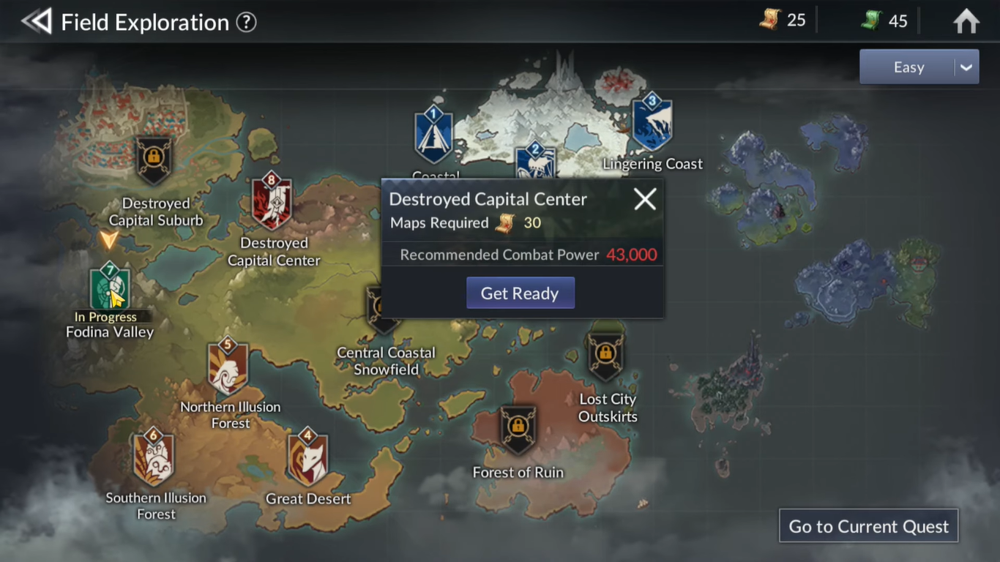 Field Exploration ?
25
45
Easy
1
3
2
Lingering Coast
Coastal
Destroyed
Capital Suburb
8
Destroyed
Capital Center
Destroyed Capital Center
Maps Required 30
Recommended Combat Power 43,000
Get Ready
7
In Progress
Fodina Valley
5
Northern Illusion
Forest
Central Coastal
Snowfield
Lost City
Outskirts
6
Southern Illusion
Forest
4
Great Desert
Forest of Ruin
Go to Current Quest